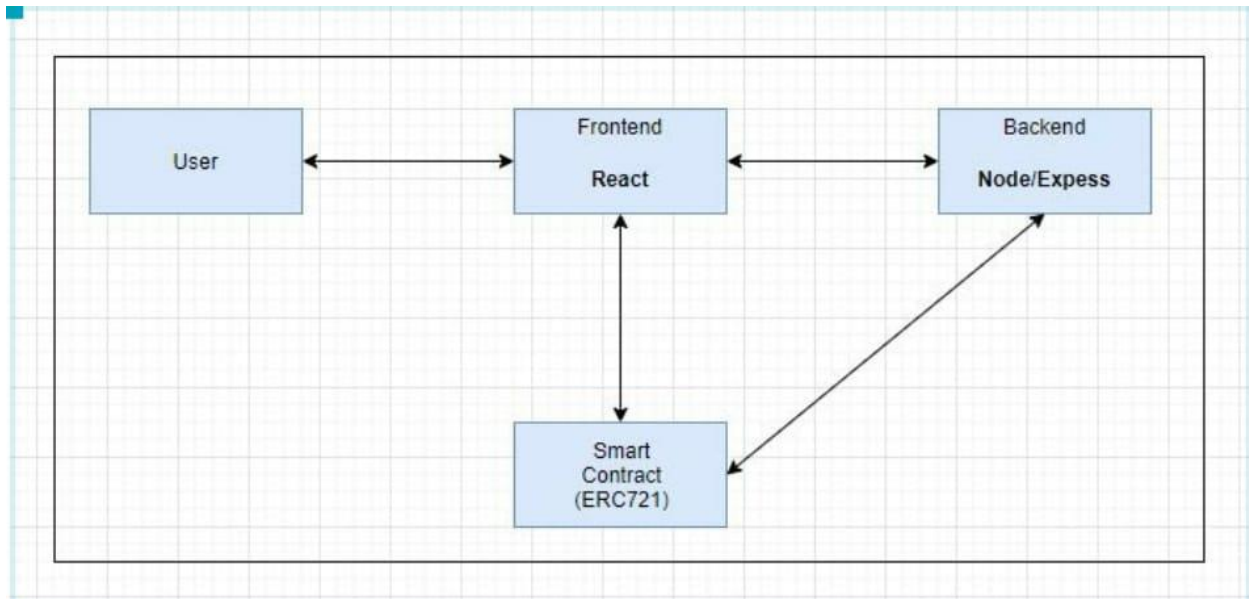 User
Frontend
React
Backend
Node/Expess
Smart
Contract
(ERC721)